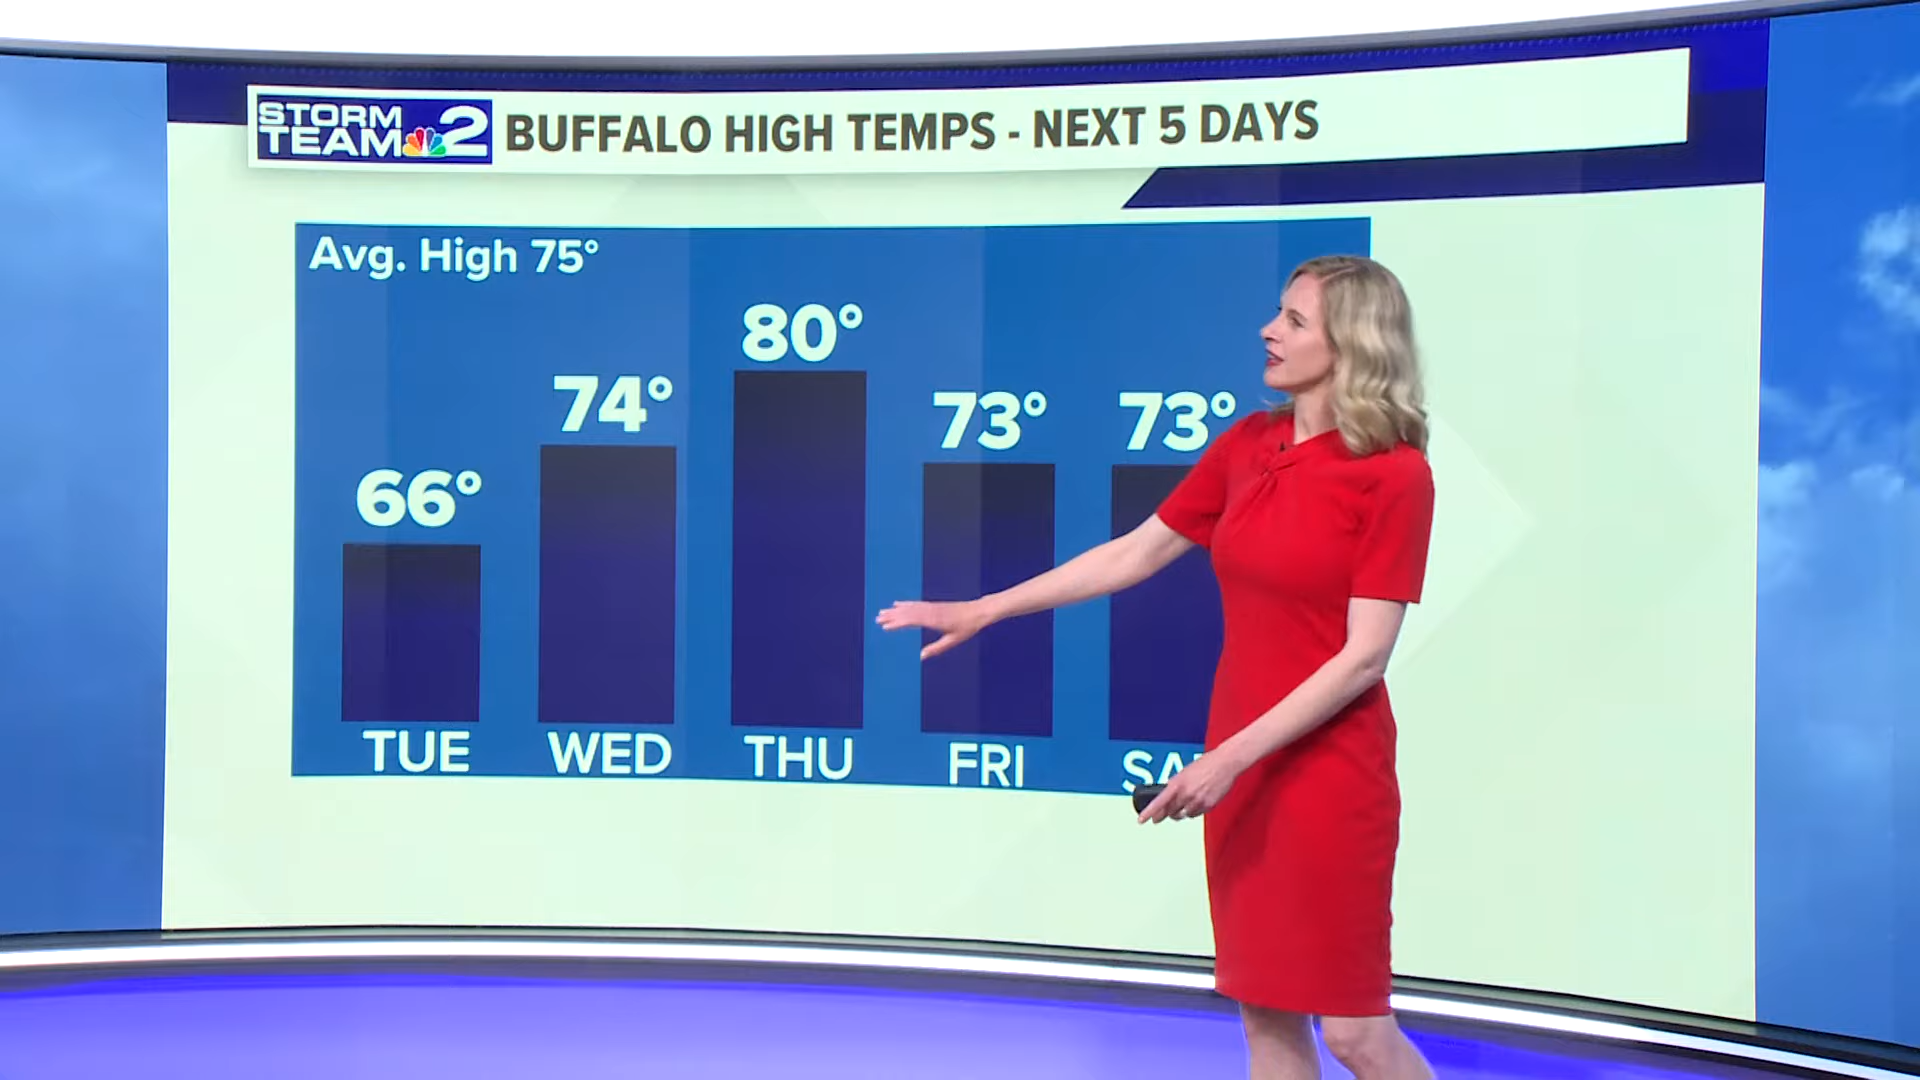 STORM
TEAM 2
BUFFALO HIGH TEMPS - NEXT 5 DAYS
Avg. High 75°
66° 74° 80° 73° 73°
TUE WED THU FRI